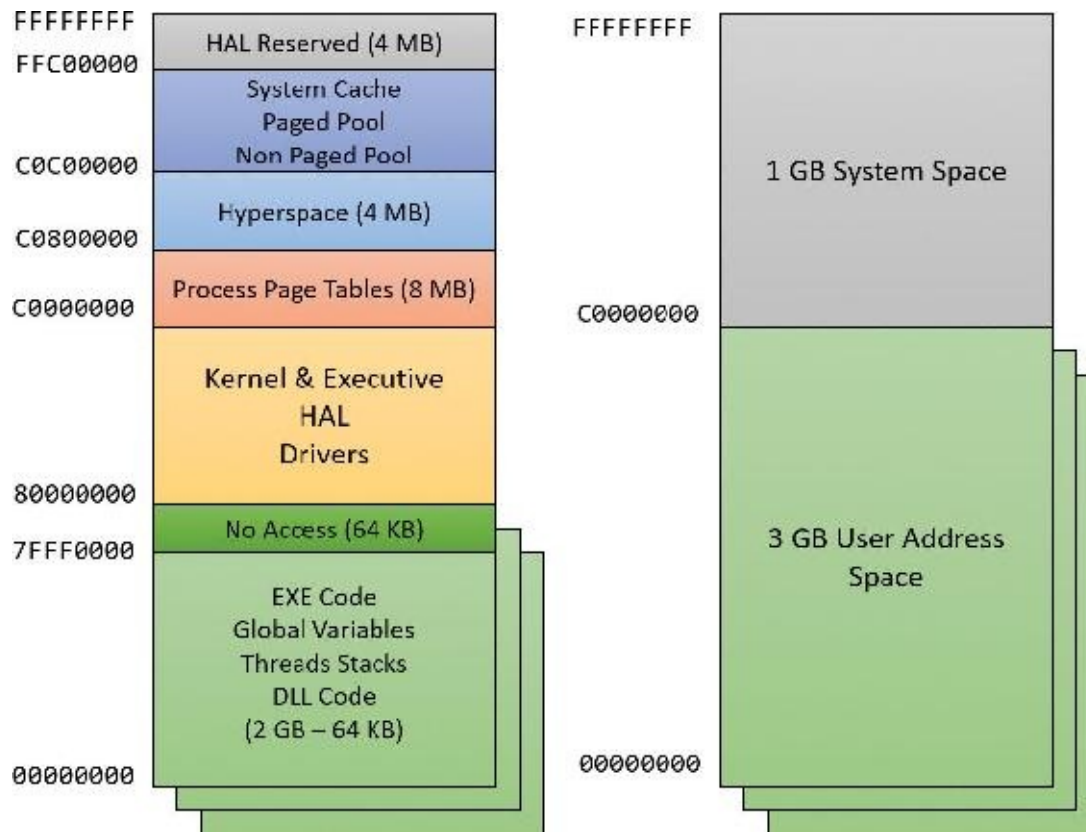 FFFFFFFF
HAL Reserved (4 MB)
FFC00000
System Cache
Paged Pool
Non Paged Pool
C0C00000
Hyperspace (4 MB)
C0800000
Process Page Tables (8 MB)
C0000000
Kernel & Executive
HAL
Drivers
80000000
No Access (64 KB)
7FFF0000
EXE Code
Global Variables
Threads Stacks
DLL Code
(2 GB – 64 KB)
00000000
FFFFFFFF
1 GB System Space
C0000000
3 GB User Address
Space
00000000